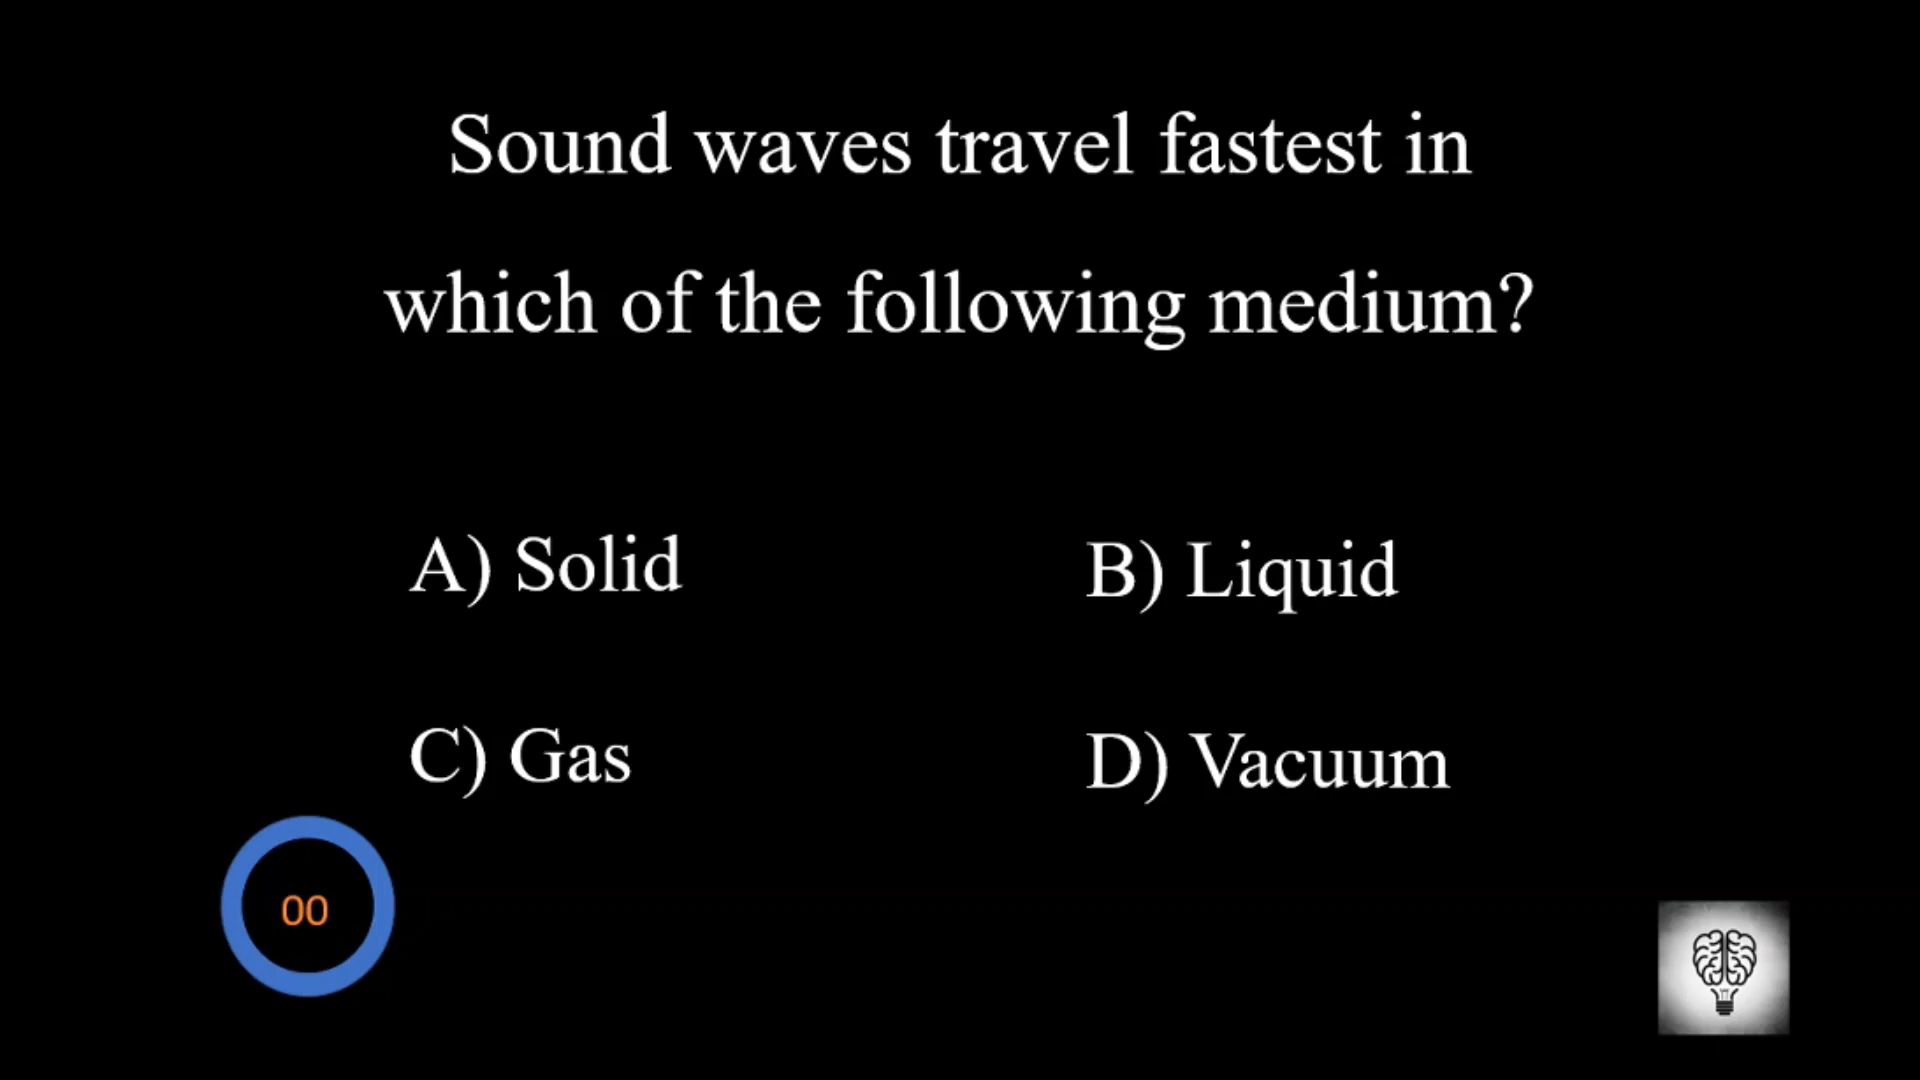 Sound waves travel fastest in
which of the following medium?
A) Solid
B) Liquid
C) Gas
D) Vacuum
00